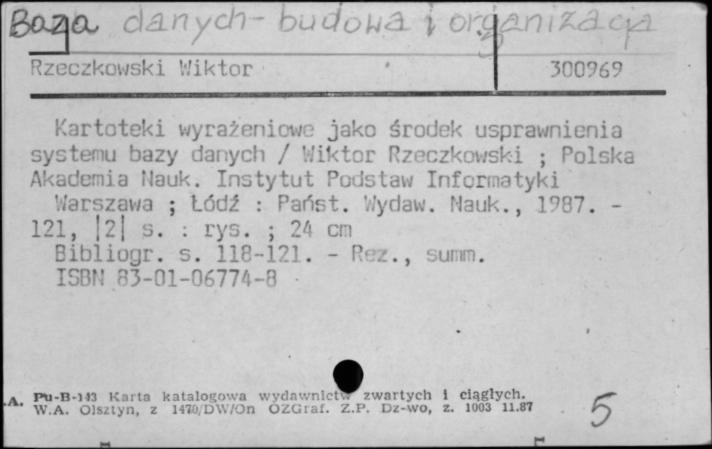 Baza danych - budowa i organizacja
Rzeczkowski Wiktor 300969
Kartoteki wyrażeniowe jako środek usprawnienia
systemu bazy danych / Wiktor Rzeczkowski ; Polska
Akademia Nauk. Instytut Podstaw Informatyki
Warszawa ; Łódź : Państ. Wydaw. Nauk., 1987. -
121, |2| s. : rys. ; 24 cm
Bibliogr. s. 118-121. - Rez., summ.
ISBN 83-01-06774-8
.A. Pu-B-143 Karta katalogowa wydawnictw zwartych i ciągłych.
W.A. Olsztyn, z 1470/DW/On OZGraf. Z.P. Dz-wo, z. 1003 11.87
5